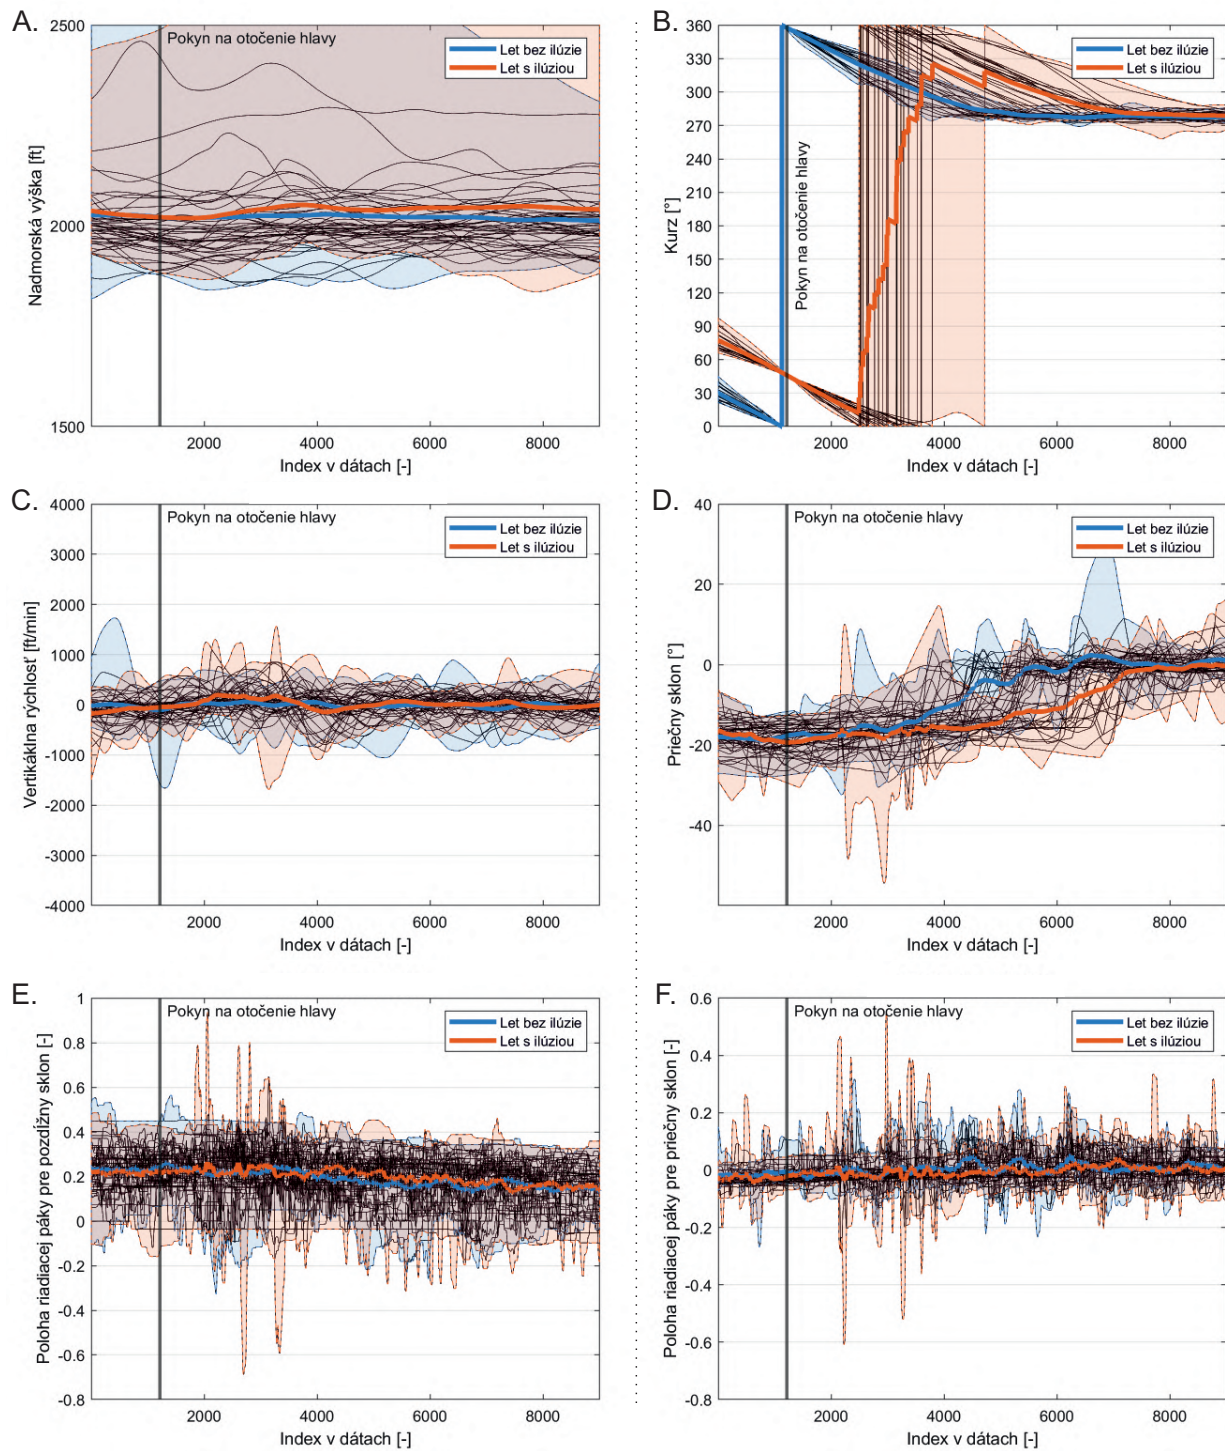 A.
2500
2000
1500
Nadmorská výška [ft]
Pokyn na otočenie hlavy
Let bez ilúzie
Let s ilúziou
2000 4000 6000 8000
Index v dátach [-]
B.
360
330
300
270
240
210
180
150
120
90
60
30
0
Kurz [°]
Pokyn na otočenie hlavy
Let bez ilúzie
Let s ilúziou
2000 4000 6000 8000
Index v dátach [-]
C.
4000
3000
2000
1000
0
-1000
-2000
-3000
-4000
Vertikáklna rýchlosť [ft/min]
Pokyn na otočenie hlavy
Let bez ilúzie
Let s ilúziou
2000 4000 6000 8000
Index v dátach [-]
D.
40
20
0
-20
-40
Priečny sklon [°]
Pokyn na otočenie hlavy
Let bez ilúzie
Let s ilúziou
2000 4000 6000 8000
Index v dátach [-]
E.
1
0.8
0.6
0.4
0.2
0
-0.2
-0.4
-0.6
-0.8
Poloha riadiacej páky pre pozdĺžny sklon [-]
Pokyn na otočenie hlavy
Let bez ilúzie
Let s ilúziou
2000 4000 6000 8000
Index v dátach [-]
F.
0.6
0.4
0.2
0
-0.2
-0.4
-0.6
-0.8
Poloha riadiacej páky pre priečny sklon [-]
Pokyn na otočenie hlavy
Let bez ilúzie
Let s ilúziou
2000 4000 6000 8000
Index v dátach [-]